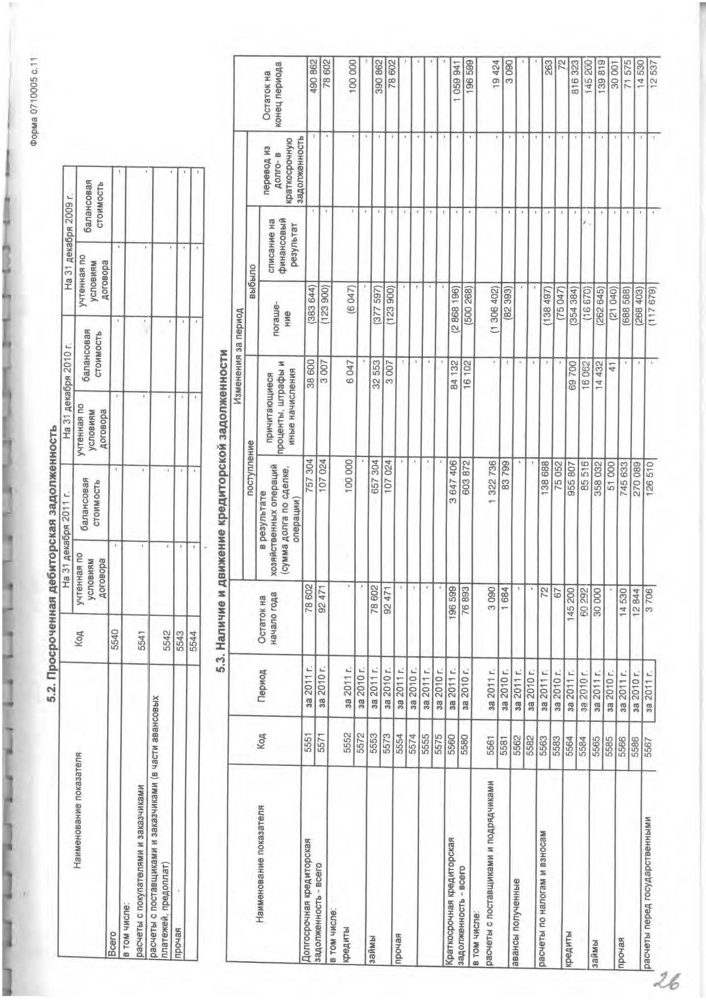 Форма 0710005 с.11
5.2. Просроченная дебиторская задолженность
Наименование показателя Код На 31 декабря 2011 г. На 31 декабря 2010 г. На 31 декабря 2009 г.
учтенная по условиям договора балансовая стоимость учтенная по условиям договора балансовая стоимость учтенная по условиям договора балансовая стоимость
Всего 5540 - - - - - -
в том числе:
расчеты с покупателями и заказчиками 5541 - - - - - -
расчеты с поставщиками и заказчиками (в части авансовых
платежей, предоплат) 5542 - - - - - -
прочая 5543 - - - - - -
5544 - - - - - -
5.3. Наличие и движение кредиторской задолженности
Наименование показателя Код Период Остаток на начало года Изменения за период Остаток на конец периода
поступление выбыло перевод из долго- в краткосрочную задолженность
в результате хозяйственных операций (сумма долга по сделке, операции) причитающиеся проценты, штрафы и иные начисления погаше-ние списание на финансовый результат
Долгосрочная кредиторская 5551 за 2011 г. 78 602 757 304 38 600 (383 644) - - 490 862
задолженность - всего 5571 за 2010 г. 92 471 107 024 3 007 (123 900) - - 78 602
в том числе:
кредиты 5552 за 2011 г. - 100 000 6 047 (6 047) - - 100 000
5572 за 2010 г. - - - - - - -
займы 5553 за 2011 г. 78 602 657 304 32 553 (377 597) - - 390 862
5573 за 2010 г. 92 471 107 024 3 007 (123 900) - - 78 602
прочая 5554 за 2011 г. - - - - - - -
5574 за 2010 г. - - - - - - -
5555 за 2011 г. - - - - - - -
5575 за 2010 г. - - - - - - -
Краткосрочная кредиторская 5560 за 2011 г. 196 599 3 647 406 84 132 (2 868 196) - - 1 059 941
задолженность - всего 5580 за 2010 г. 76 893 603 872 16 102 (500 268) - - 196 599
в том числе:
расчеты с поставщиками и подрядчиками 5561 за 2011 г. 3 090 1 322 736 - (1 306 402) - - 19 424
5581 за 2010 г. 1 684 83 799 - (82 393) - - 3 090
авансы полученные 5562 за 2011 г. - - - - - - -
5582 за 2010 г. - - - - - - -
расчеты по налогам и взносам 5563 за 2011 г. 72 138 688 - (138 497) - - 263
5583 за 2010 г. 67 75 052 - (75 047) - - 72
кредиты 5564 за 2011 г. 145 200 955 807 69 700 (354 384) - - 816 323
5584 за 2010 г. 60 292 85 516 16 062 (16 670) - - 145 200
займы 5565 за 2011 г. 30 000 358 032 14 432 (262 645) - - 139 819
5585 за 2010 г. - 51 000 41 (21 040) - - 30 001
прочая 5566 за 2011 г. 14 530 745 633 - (688 588) - - 71 575
5586 за 2010 г. 12 844 270 089 - (268 403) - - 14 530
расчеты перед государственными 5567 за 2011 г. 3 706 126 510 - (117 679) - - 12 537
26